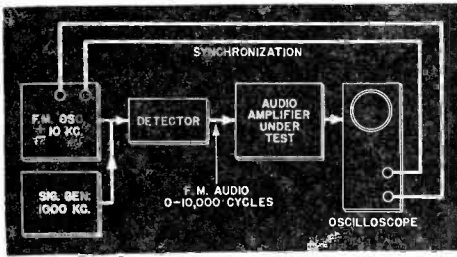 SYNCHRONIZATION
F.M. OSC.
± 10 KC.
DETECTOR
AUDIO
AMPLIFIER
UNDER
TEST
SIG. GEN.
1000 KC.
F.M. AUDIO
0-10,000 CYCLES
OSCILLOSCOPE